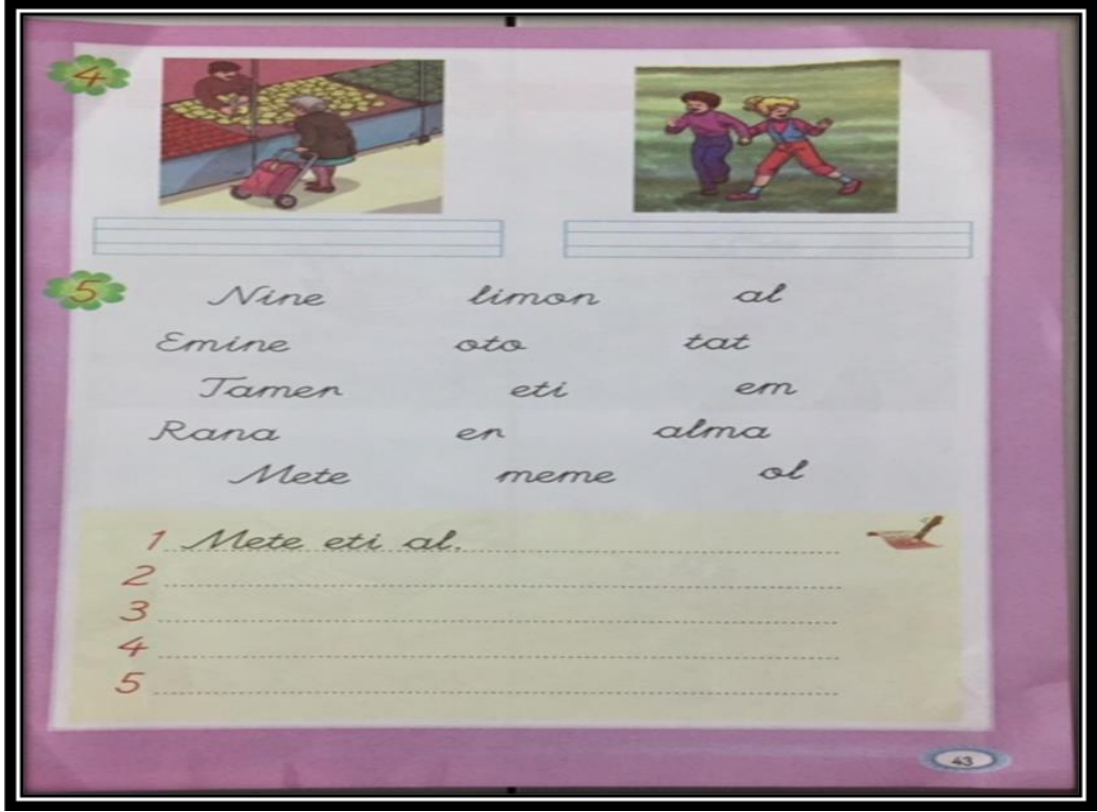 4
5
Nine limon al
Emine oto tat
Tamer eti em
Rana er alma
Mete meme ol
1 Mete eti al.
2
3
4
5
43